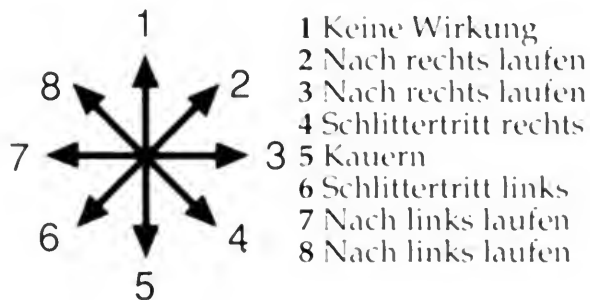 1
8 2
7 3
6 4
5
1 Keine Wirkung
2 Nach rechts laufen
3 Nach rechts laufen
4 Schlittertritt rechts
5 Kauern
6 Schlittertritt links
7 Nach links laufen
8 Nach links laufen